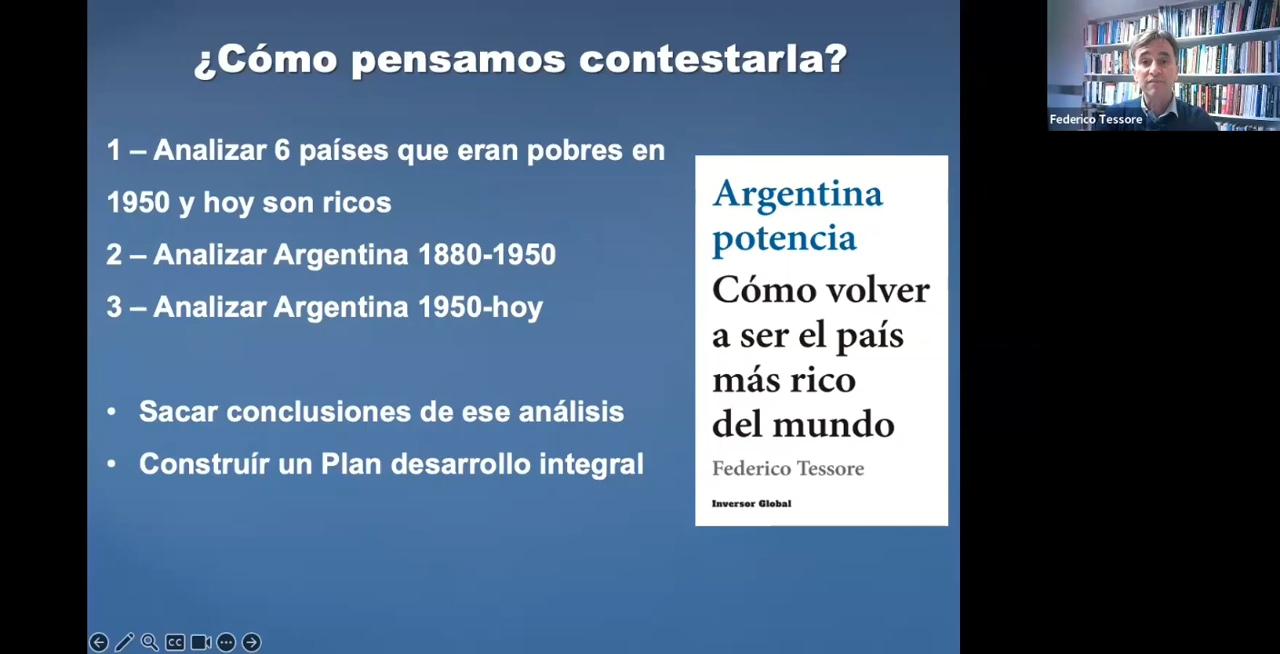 ¿Cómo pensamos contestarla?
1 – Analizar 6 países que eran pobres en
1950 y hoy son ricos
2 – Analizar Argentina 1880-1950
3 – Analizar Argentina 1950-hoy
• Sacar conclusiones de ese análisis
• Construír un Plan desarrollo integral
Argentina
potencia
Cómo volver
a ser el país
más rico
del mundo
Federico Tessore
Inversor Global
Federico Tessore
CC